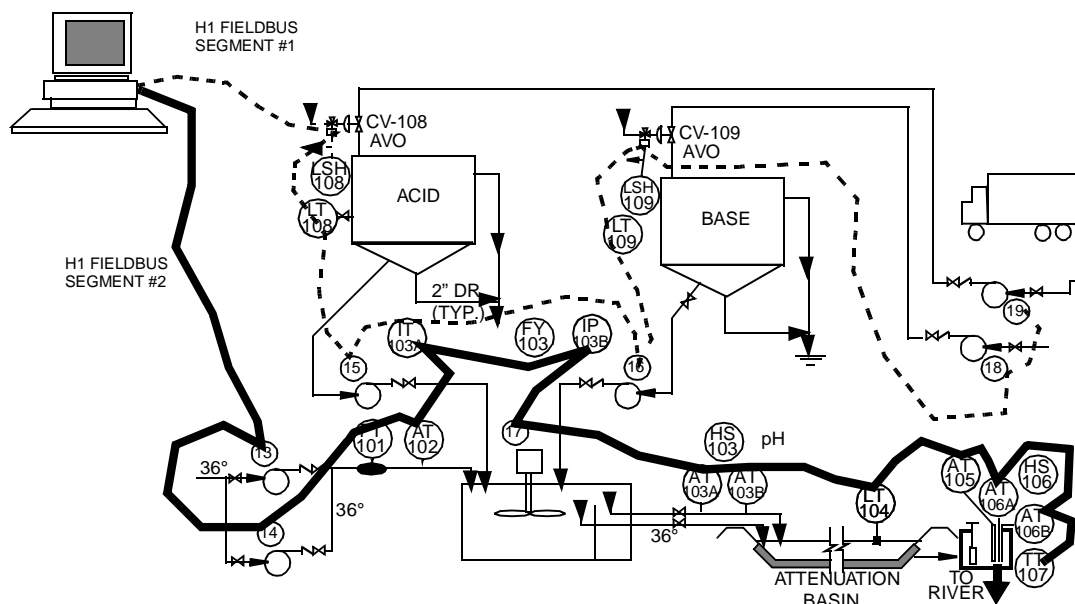 H1 FIELDBUS
SEGMENT #1
CV-108
AVO
LSH
108
LT
108
ACID
CV-109
AVO
LSH
109
LT
109
BASE
H1 FIELDBUS
SEGMENT #2
2" DR
(TYP.)
IT
103A
FY
103
IP
103B
15
16
19
18
13
36°
14
36°
FT
101
AT
102
17
HS
103
pH
AT
103A
AT
103B
36°
LT
104
AT
105
AT
106A
HS
106
AT
106B
TT
107
ATTENUATION
BASIN
TO
RIVER